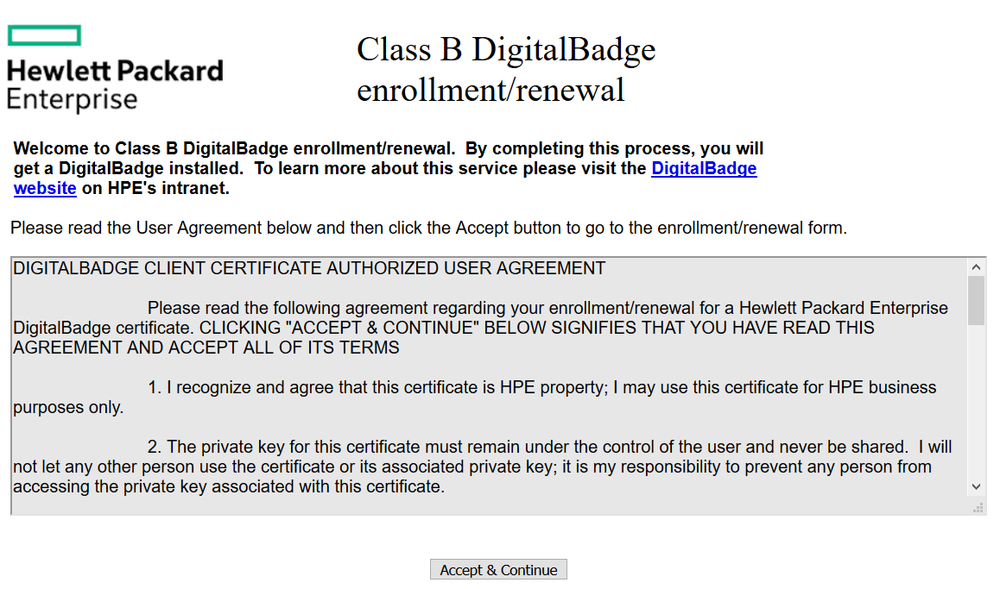 Hewlett Packard
Enterprise
Class B DigitalBadge
enrollment/renewal
Welcome to Class B DigitalBadge enrollment/renewal.  By completing this process, you will
get a DigitalBadge installed.  To learn more about this service please visit the DigitalBadge
website on HPE's intranet.
Please read the User Agreement below and then click the Accept button to go to the enrollment/renewal form.
DIGITALBADGE CLIENT CERTIFICATE AUTHORIZED USER AGREEMENT
Please read the following agreement regarding your enrollment/renewal for a Hewlett Packard Enterprise
DigitalBadge certificate. CLICKING "ACCEPT & CONTINUE" BELOW SIGNIFIES THAT YOU HAVE READ THIS
AGREEMENT AND ACCEPT ALL OF ITS TERMS
1. I recognize and agree that this certificate is HPE property; I may use this certificate for HPE business
purposes only.
2. The private key for this certificate must remain under the control of the user and never be shared.  I will
not let any other person use the certificate or its associated private key; it is my responsibility to prevent any person from
accessing the private key associated with this certificate.
Accept & Continue